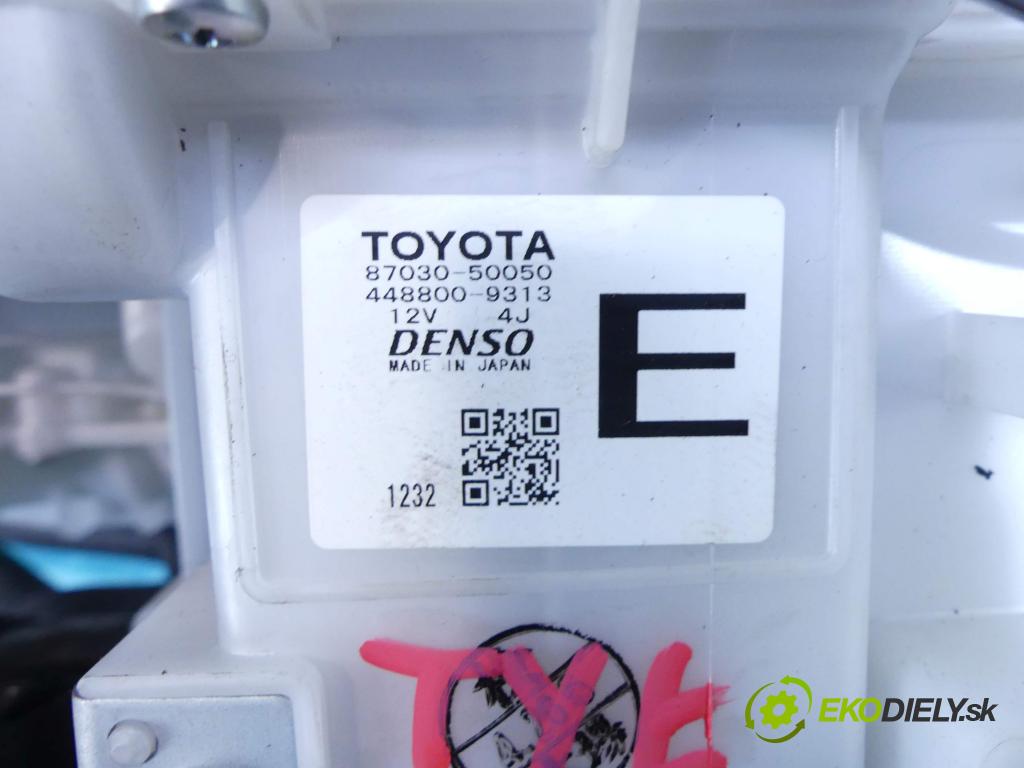 TOYOTA
87030-50050
448800-9313
12V 4J
DENSO
MADE IN JAPAN
E
1232
EKODIELY.sk